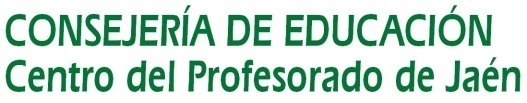 CONSEJERÍA DE EDUCACIÓN
Centro del Profesorado de Jaén